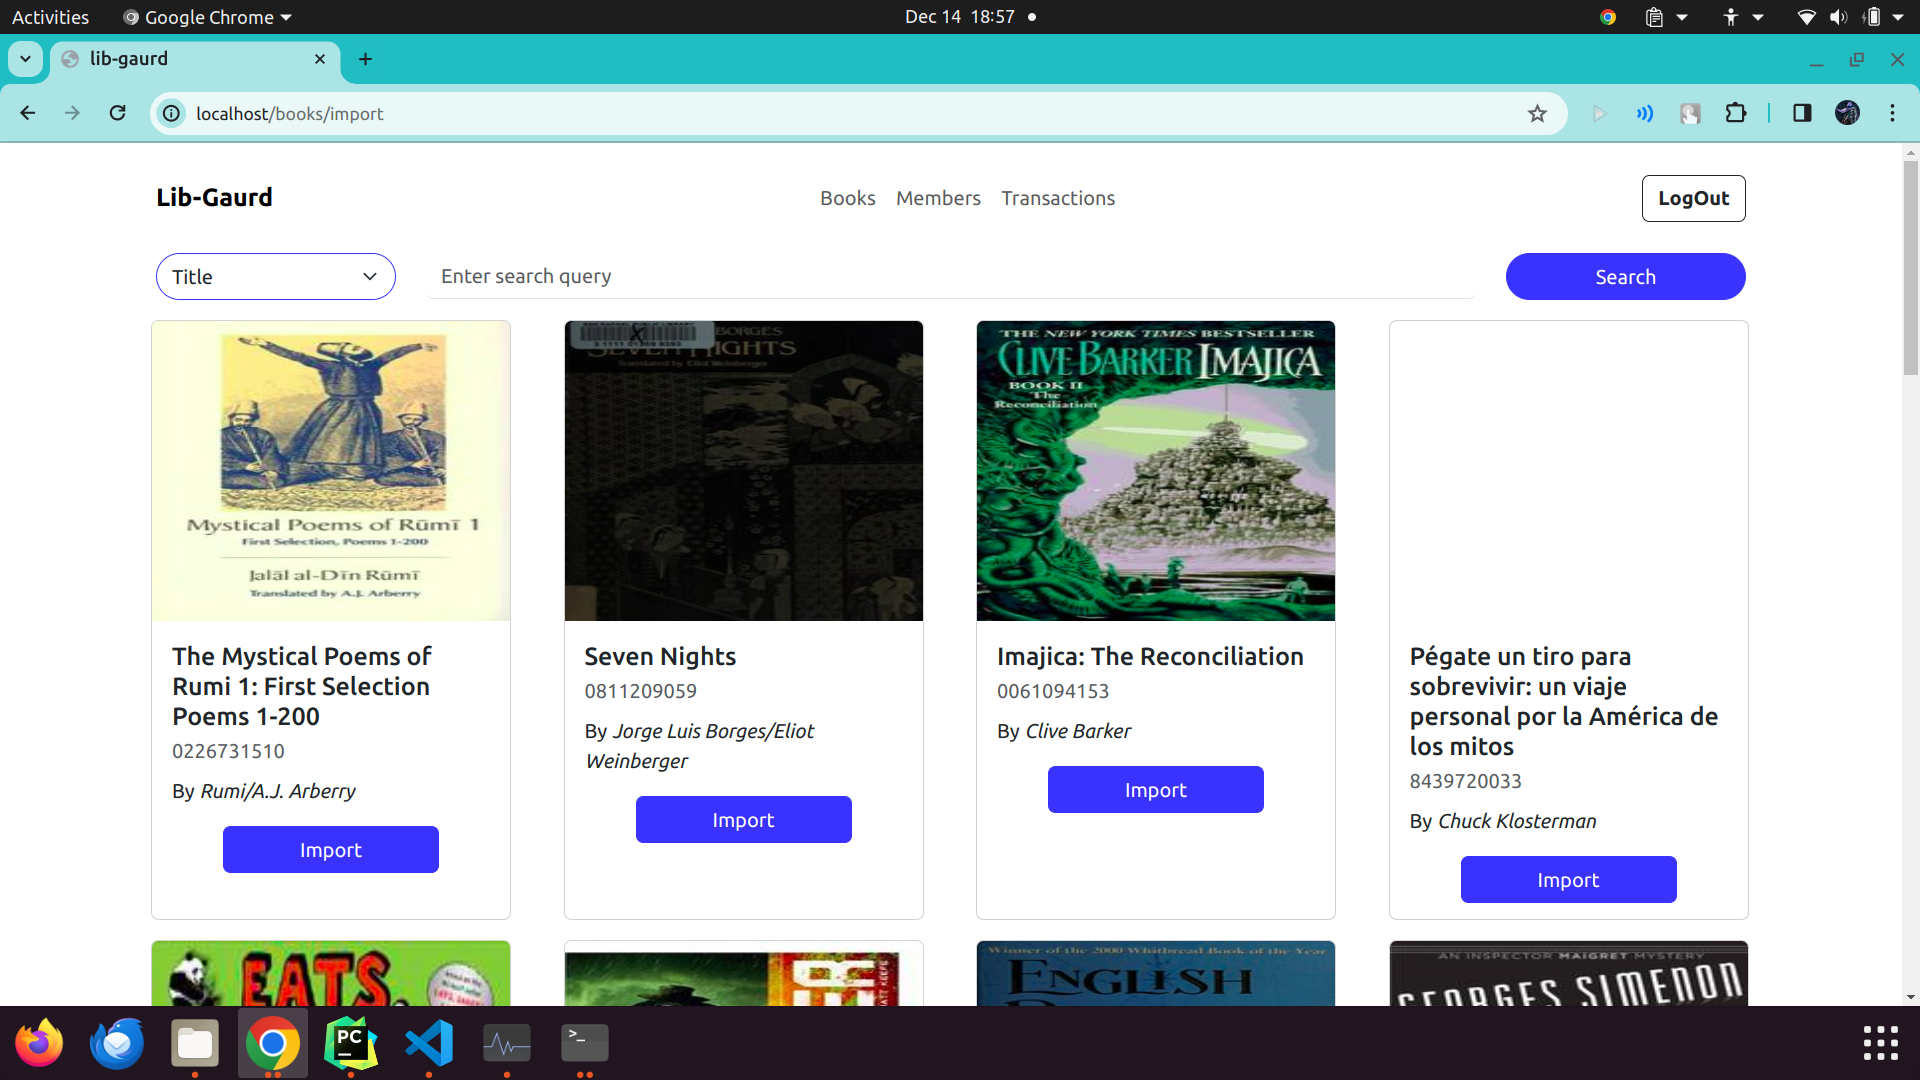 Activities Google Chrome Dec 14 18:57
lib-gaurd
localhost/books/import
Lib-Gaurd Books Members Transactions LogOut
Title Enter search query Search
Mystical Poems of Rūmī 1
First Selection, Poems 1-200
Jalāl al-Dīn Rūmī
Translated by A.J. Arberry
The Mystical Poems of
Rumi 1: First Selection
Poems 1-200
0226731510
By Rumi/A.J. Arberry
Import
BORGES
SEVEN NIGHTS
Translated by Eliot Weinberger
Seven Nights
0811209059
By Jorge Luis Borges/Eliot
Weinberger
Import
THE NEW YORK TIMES BESTSELLER
CLIVE BARKER IMAJICA
BOOK II
The
Reconciliation
Imajica: The Reconciliation
0061094153
By Clive Barker
Import
Pégate un tiro para
sobrevivir: un viaje
personal por la América de
los mitos
8439720033
By Chuck Klosterman
Import
EATS,
Winner of the 2000 Whitbread Book of the Year
ENGLISH
AN INSPECTOR MAIGRET MYSTERY
GEORGES SIMENON
PC